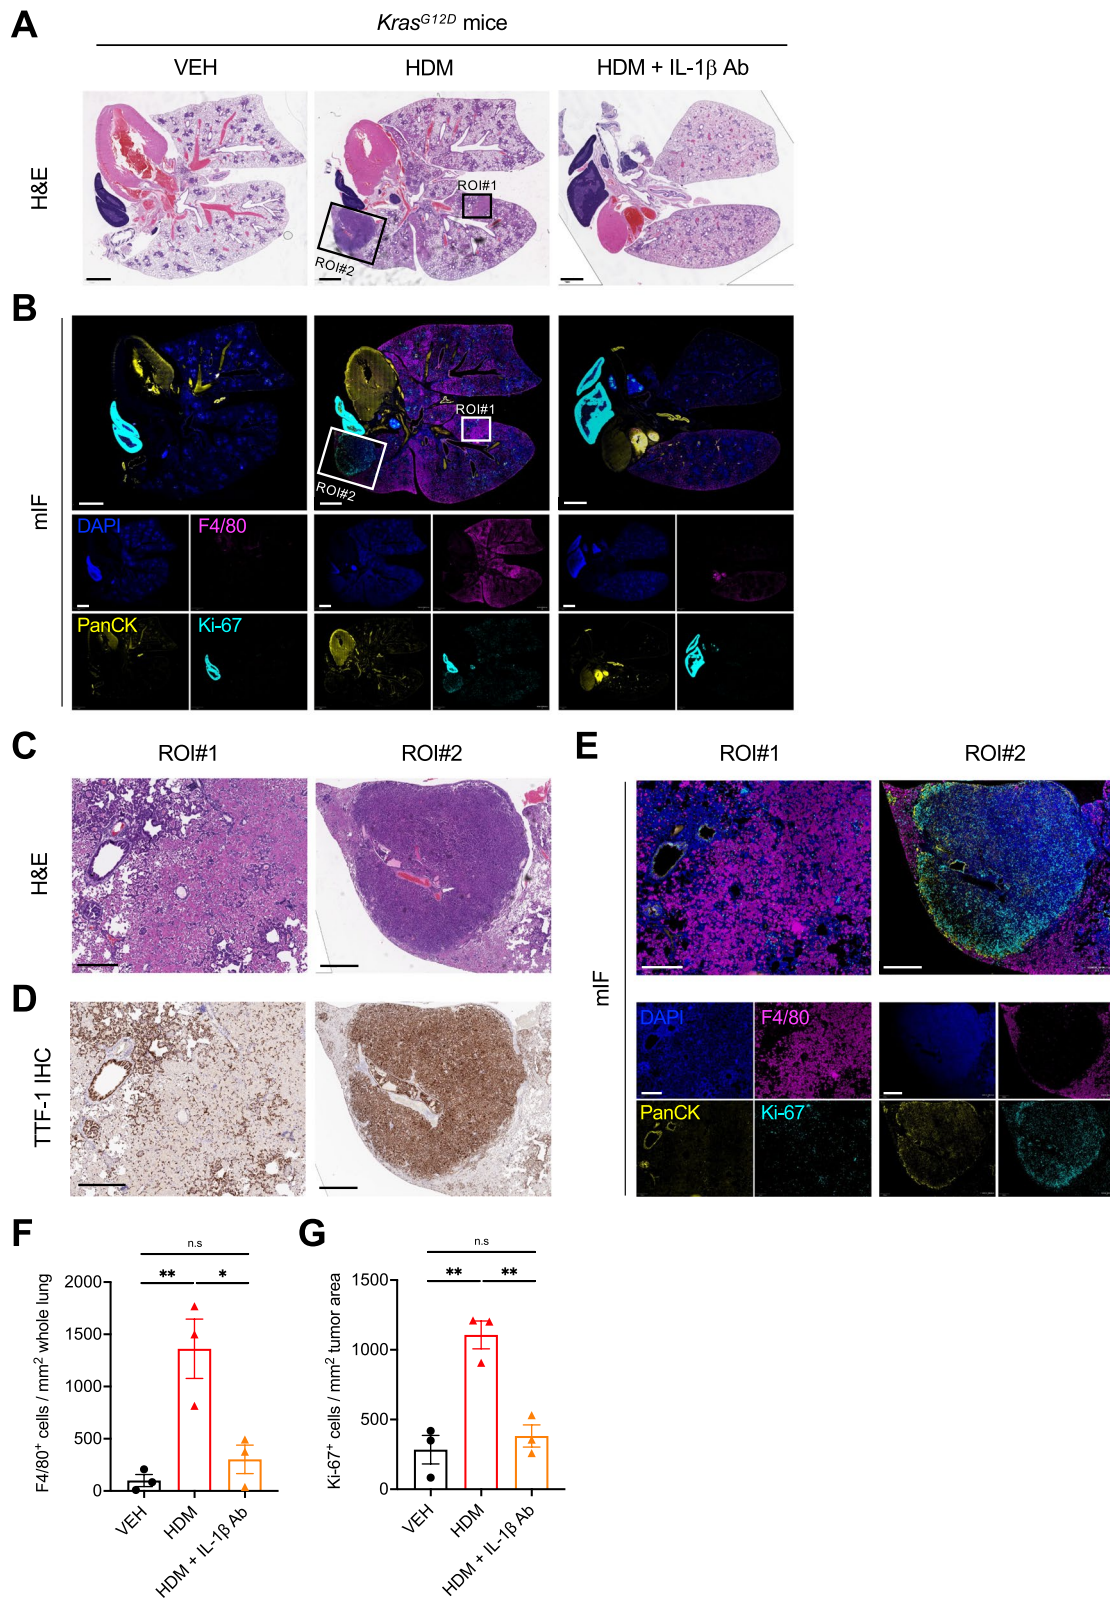 A
Kras^G12D mice
VEH HDM HDM + IL-1β Ab
H&E
ROI#1
ROI#2
B
mIF
ROI#1
ROI#2
DAPI F4/80
PanCK Ki-67
C
ROI#1 ROI#2
H&E
D
TTF-1 IHC
E
ROI#1 ROI#2
mIF
DAPI F4/80
PanCK Ki-67
F
n.s
** *
F4/80+ cells / mm2 whole lung
2000
1500
1000
500
0
VEH HDM HDM + IL-1β Ab
G
n.s
** **
Ki-67+ cells / mm2 tumor area
1500
1000
500
0
VEH HDM HDM + IL-1β Ab